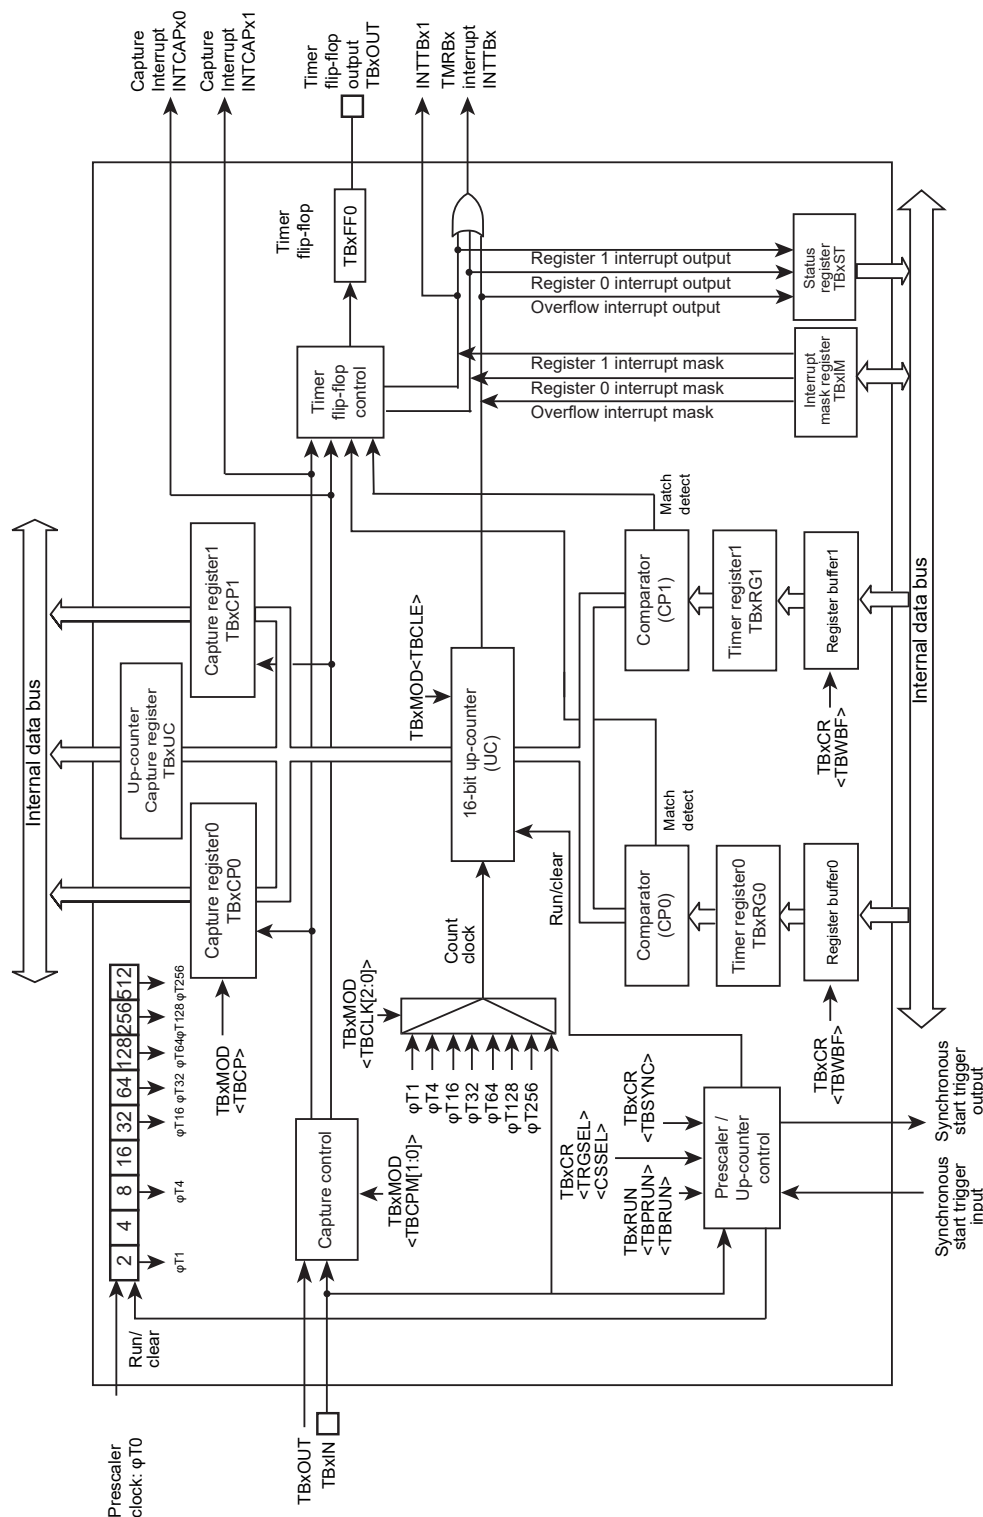 Prescaler
clock: φT0
Run/
clear
2
4
8
16
32
64
128
256
512
φT1
φT4
φT16
φT32
φT64
φT128
φT256
Internal data bus
TBxMOD
<TBCP>
Capture register0
TBxCP0
Up-counter
Capture register
TBxUC
Capture register1
TBxCP1
Capture
Interrupt
INTCAPx0
Capture
Interrupt
INTCAPx1
TBxOUT
TBxIN
Capture control
TBxMOD
<TBCPM[1:0]>
TBxMOD
<TBCLK[2:0]>
φT1
φT4
φT16
φT32
φT64
φT128
φT256
Count
clock
16-bit up-counter
(UC)
TBxMOD<TBCLE>
Run/clear
Timer
flip-flop
control
Timer
flip-flop
TBxFF0
Timer
flip-flop
output
TBxOUT
INTTBx1
TMRBx
interrupt
INTTBx
Register 1 interrupt output
Register 0 interrupt output
Overflow interrupt output
Register 1 interrupt mask
Register 0 interrupt mask
Overflow interrupt mask
Status
register
TBxST
Interrupt
mask register
TBxIM
TBxRUN
<TBPRUN>
<TBRUN>
TBxCR
<TRGSEL>
<CSSEL>
TBxCR
<TBSYNC>
Prescaler /
Up-counter
control
Match
detect
Comparator
(CP0)
Timer register0
TBxRG0
Register buffer0
TBxCR
<TBWBF>
Match
detect
Comparator
(CP1)
Timer register1
TBxRG1
Register buffer1
TBxCR
<TBWBF>
Internal data bus
Synchronous
start trigger
input
Synchronous
start trigger
output